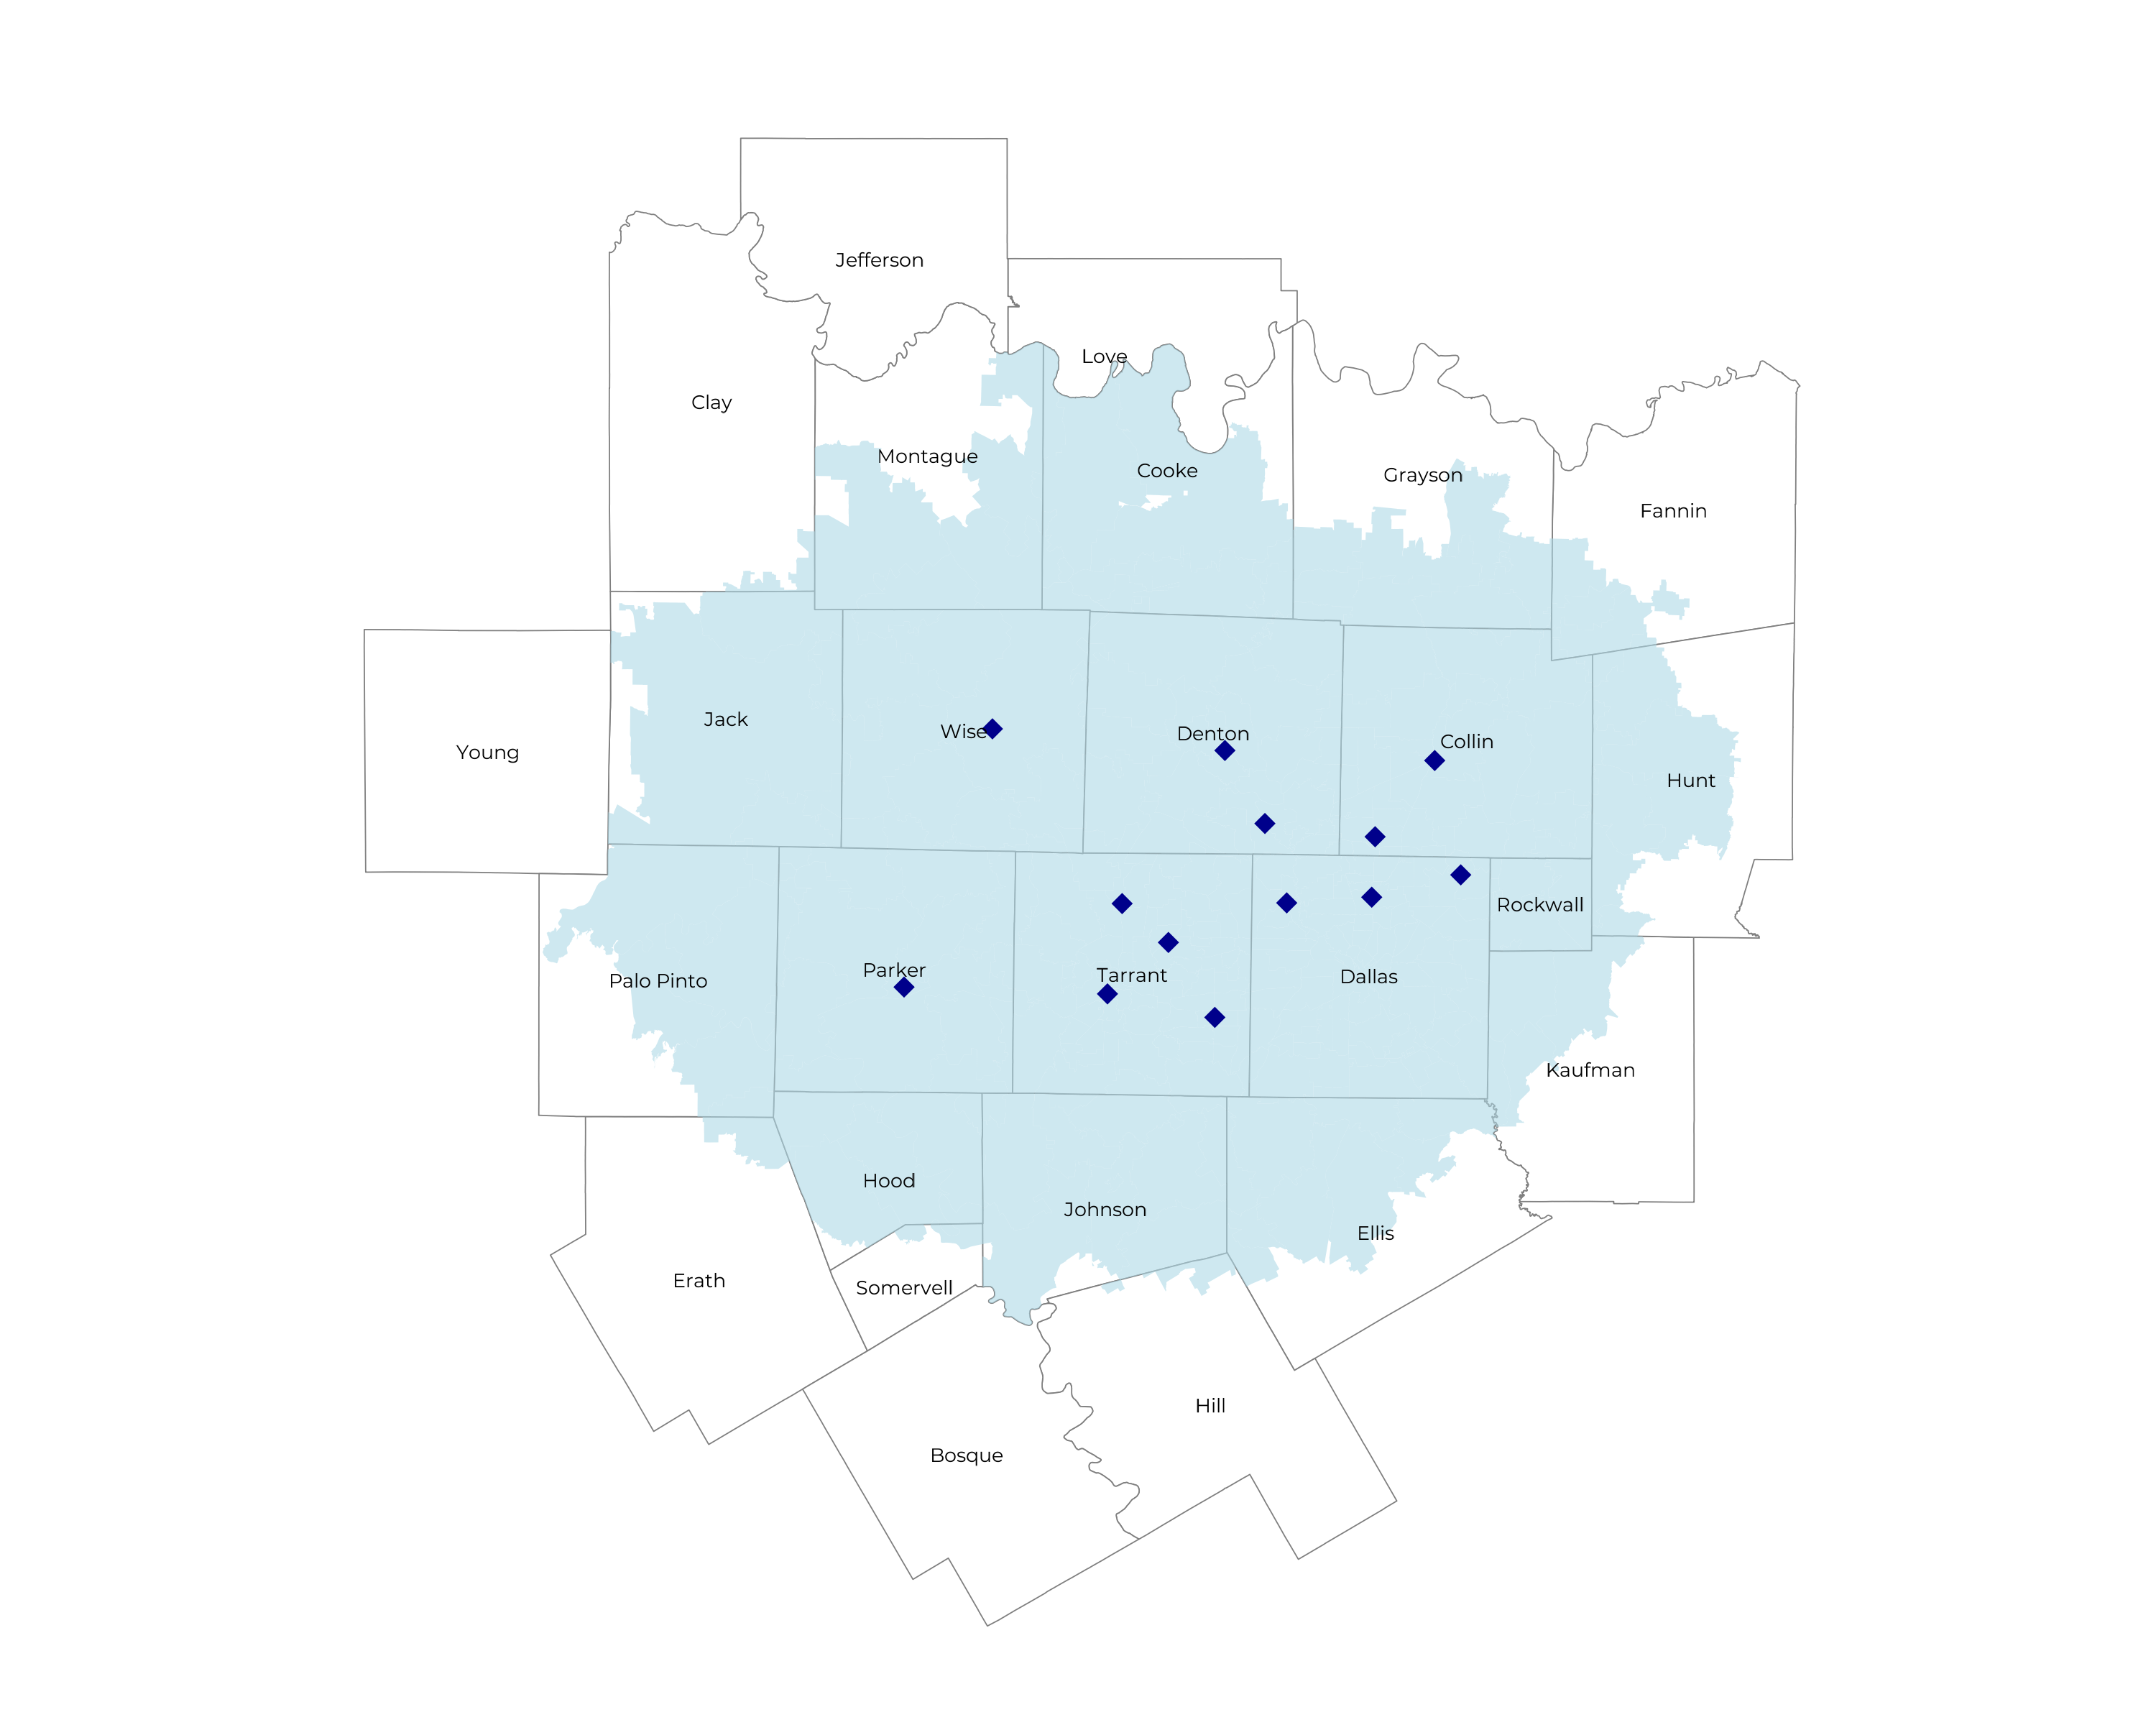 Jefferson
Love
Clay
Montague
Cooke
Grayson
Fannin
Jack
Wise
Denton
Collin
Young
Hunt
Rockwall
Palo Pinto
Parker
Tarrant
Dallas
Kaufman
Hood
Johnson
Ellis
Erath
Somervell
Hill
Bosque